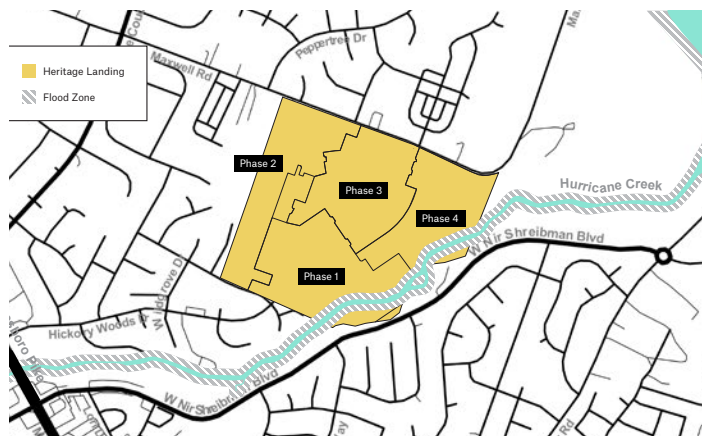 Heritage Landing
Flood Zone
Maxwell Rd
Peppertree Dr
Phase 2
Phase 3
Phase 4
Phase 1
Hurricane Creek
W Nir Shreibman Blvd
Hickory Woods
W Nir Shreibman Blvd
Rd